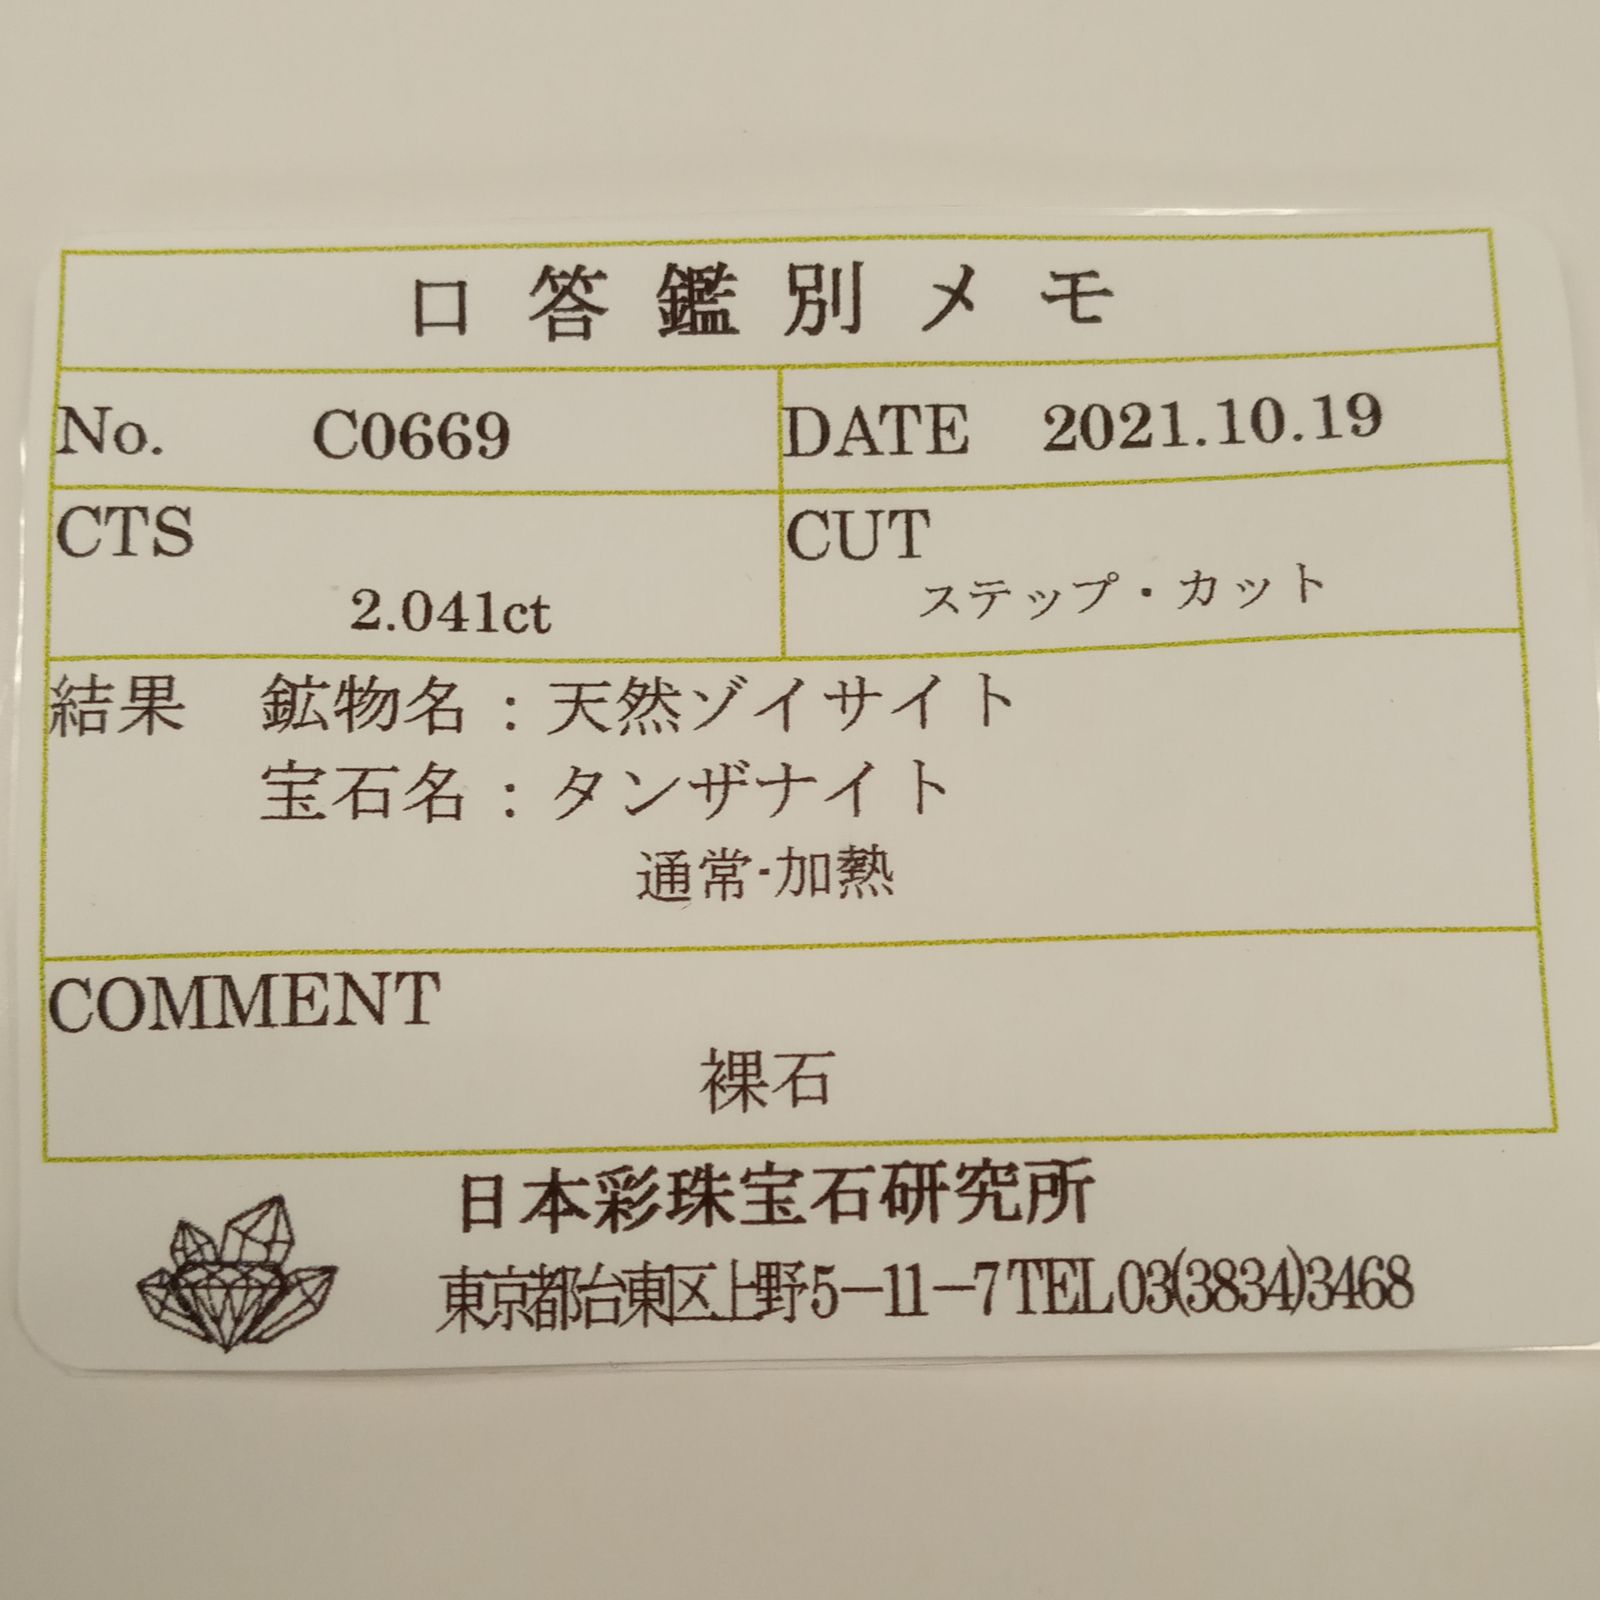 口答鑑別メモ
No. C0669 DATE 2021.10.19
CTS CUT
2.041ct ステップ・カット
結果 鉱物名：天然ゾイサイト
宝石名：タンザナイト
通常・加熱
COMMENT
裸石
日本彩珠宝石研究所
東京都台東区上野5－11－7 TEL03(3834)3468